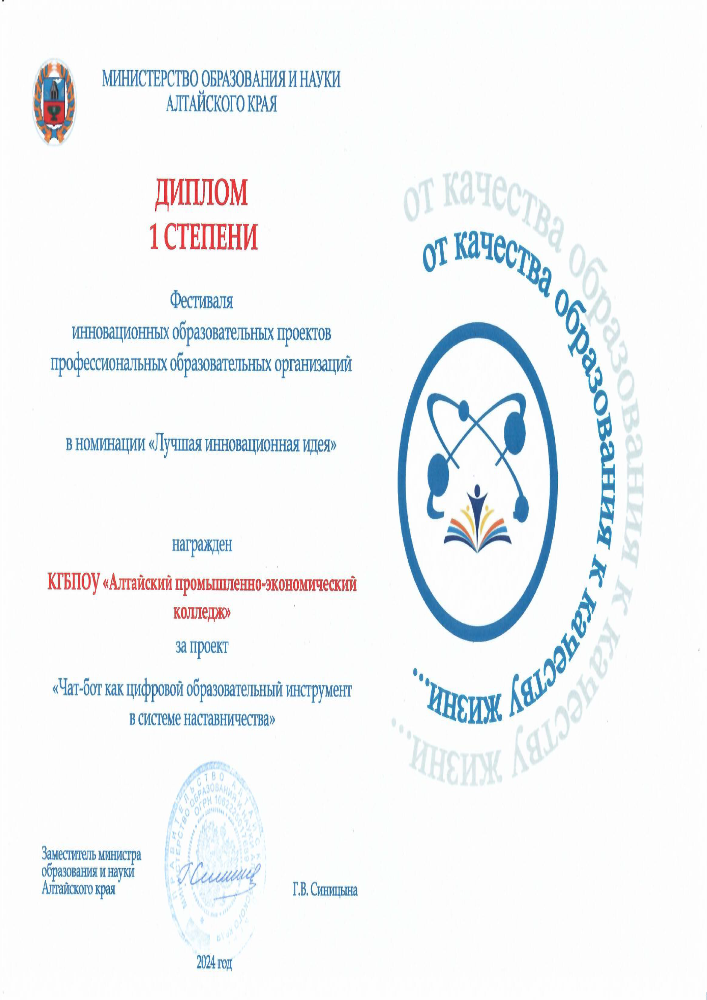 МИНИСТЕРСТВО ОБРАЗОВАНИЯ И НАУКИ
АЛТАЙСКОГО КРАЯ
ДИПЛОМ
1 СТЕПЕНИ
Фестиваля
инновационных образовательных проектов
профессиональных образовательных организаций
в номинации «Лучшая инновационная идея»
награжден
КГБПОУ «Алтайский промышленно-экономический
колледж»
за проект
«Чат-бот как цифровой образовательный инструмент
в системе наставничества»
Заместитель министра
образования и науки
Алтайского края
ПРАВИТЕЛЬСТВО АЛТАЙСК
МИНИСТЕРСТВО ОБРАЗОВАНИЯ И НАУКИ АЛТАЙСКОГО КРАЯ
ОГРН
Г.В. Синицына
2024 год
от качества образования к качеству жизни...
от качества образования к качеству жизни...